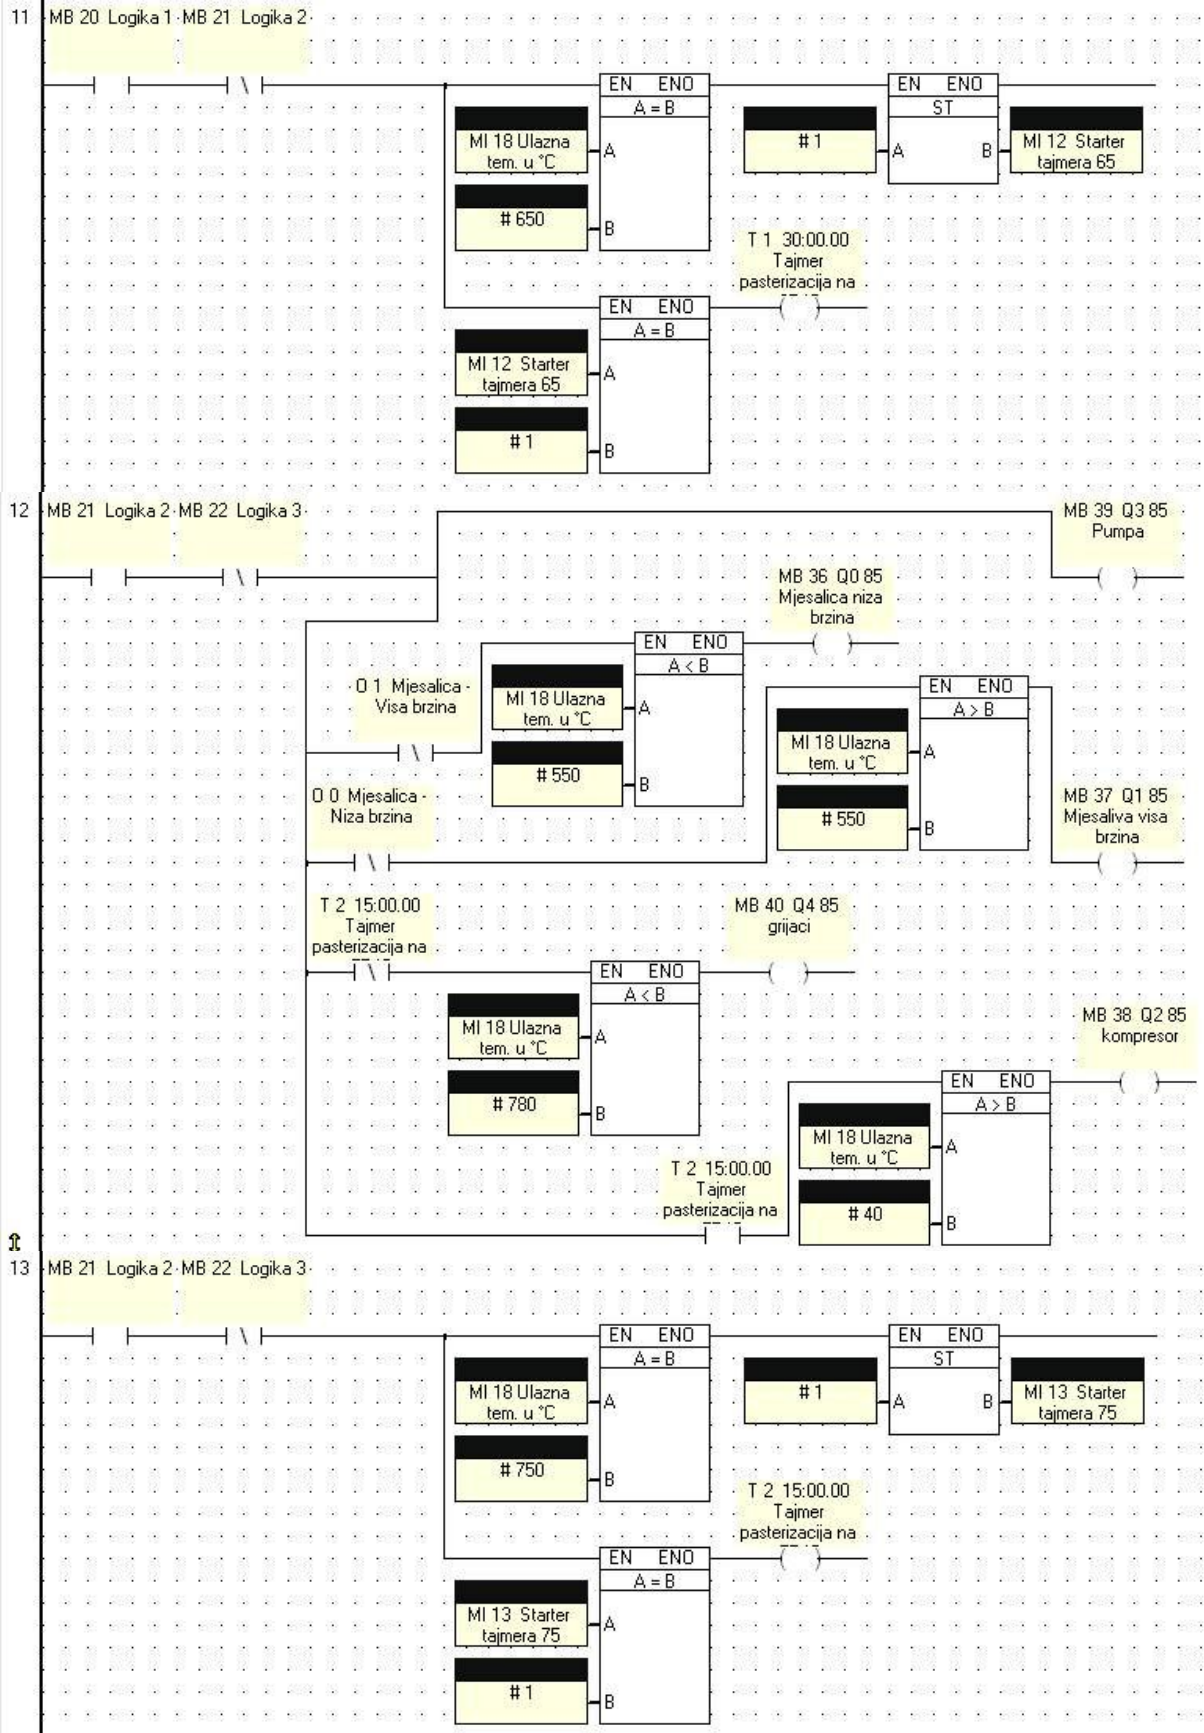 11
MB 20 Logika 1 MB 21 Logika 2
EN ENO
EN ENO
A = B
ST
MI 18 Ulazna
tem. u °C
A
# 1
A
B
MI 12 Starter
tajmera 65
# 650
B
T 1 30:00.00
Tajmer
pasterizacija na
EN ENO
A = B
MI 12 Starter
tajmera 65
A
# 1
B
12
MB 21 Logika 2 MB 22 Logika 3
MB 39 Q3 85
Pumpa
MB 36 Q0 85
Mjesalica niza
brzina
EN ENO
A < B
O 1 Mjesalica -
Visa brzina
MI 18 Ulazna
tem. u °C
A
# 550
B
EN ENO
A > B
MI 18 Ulazna
tem. u °C
A
# 550
B
O 0 Mjesalica -
Niza brzina
MB 37 Q1 85
Mjesaliva visa
brzina
T 2 15:00.00
Tajmer
pasterizacija na
MB 40 Q4 85
grijaci
EN ENO
A < B
MI 18 Ulazna
tem. u °C
A
# 780
B
MB 38 Q2 85
kompresor
EN ENO
A > B
MI 18 Ulazna
tem. u °C
A
T 2 15:00.00
Tajmer
pasterizacija na
# 40
B
13
MB 21 Logika 2 MB 22 Logika 3
EN ENO
EN ENO
A = B
ST
MI 18 Ulazna
tem. u °C
A
# 1
A
B
MI 13 Starter
tajmera 75
# 750
B
T 2 15:00.00
Tajmer
pasterizacija na
EN ENO
A = B
MI 13 Starter
tajmera 75
A
# 1
B